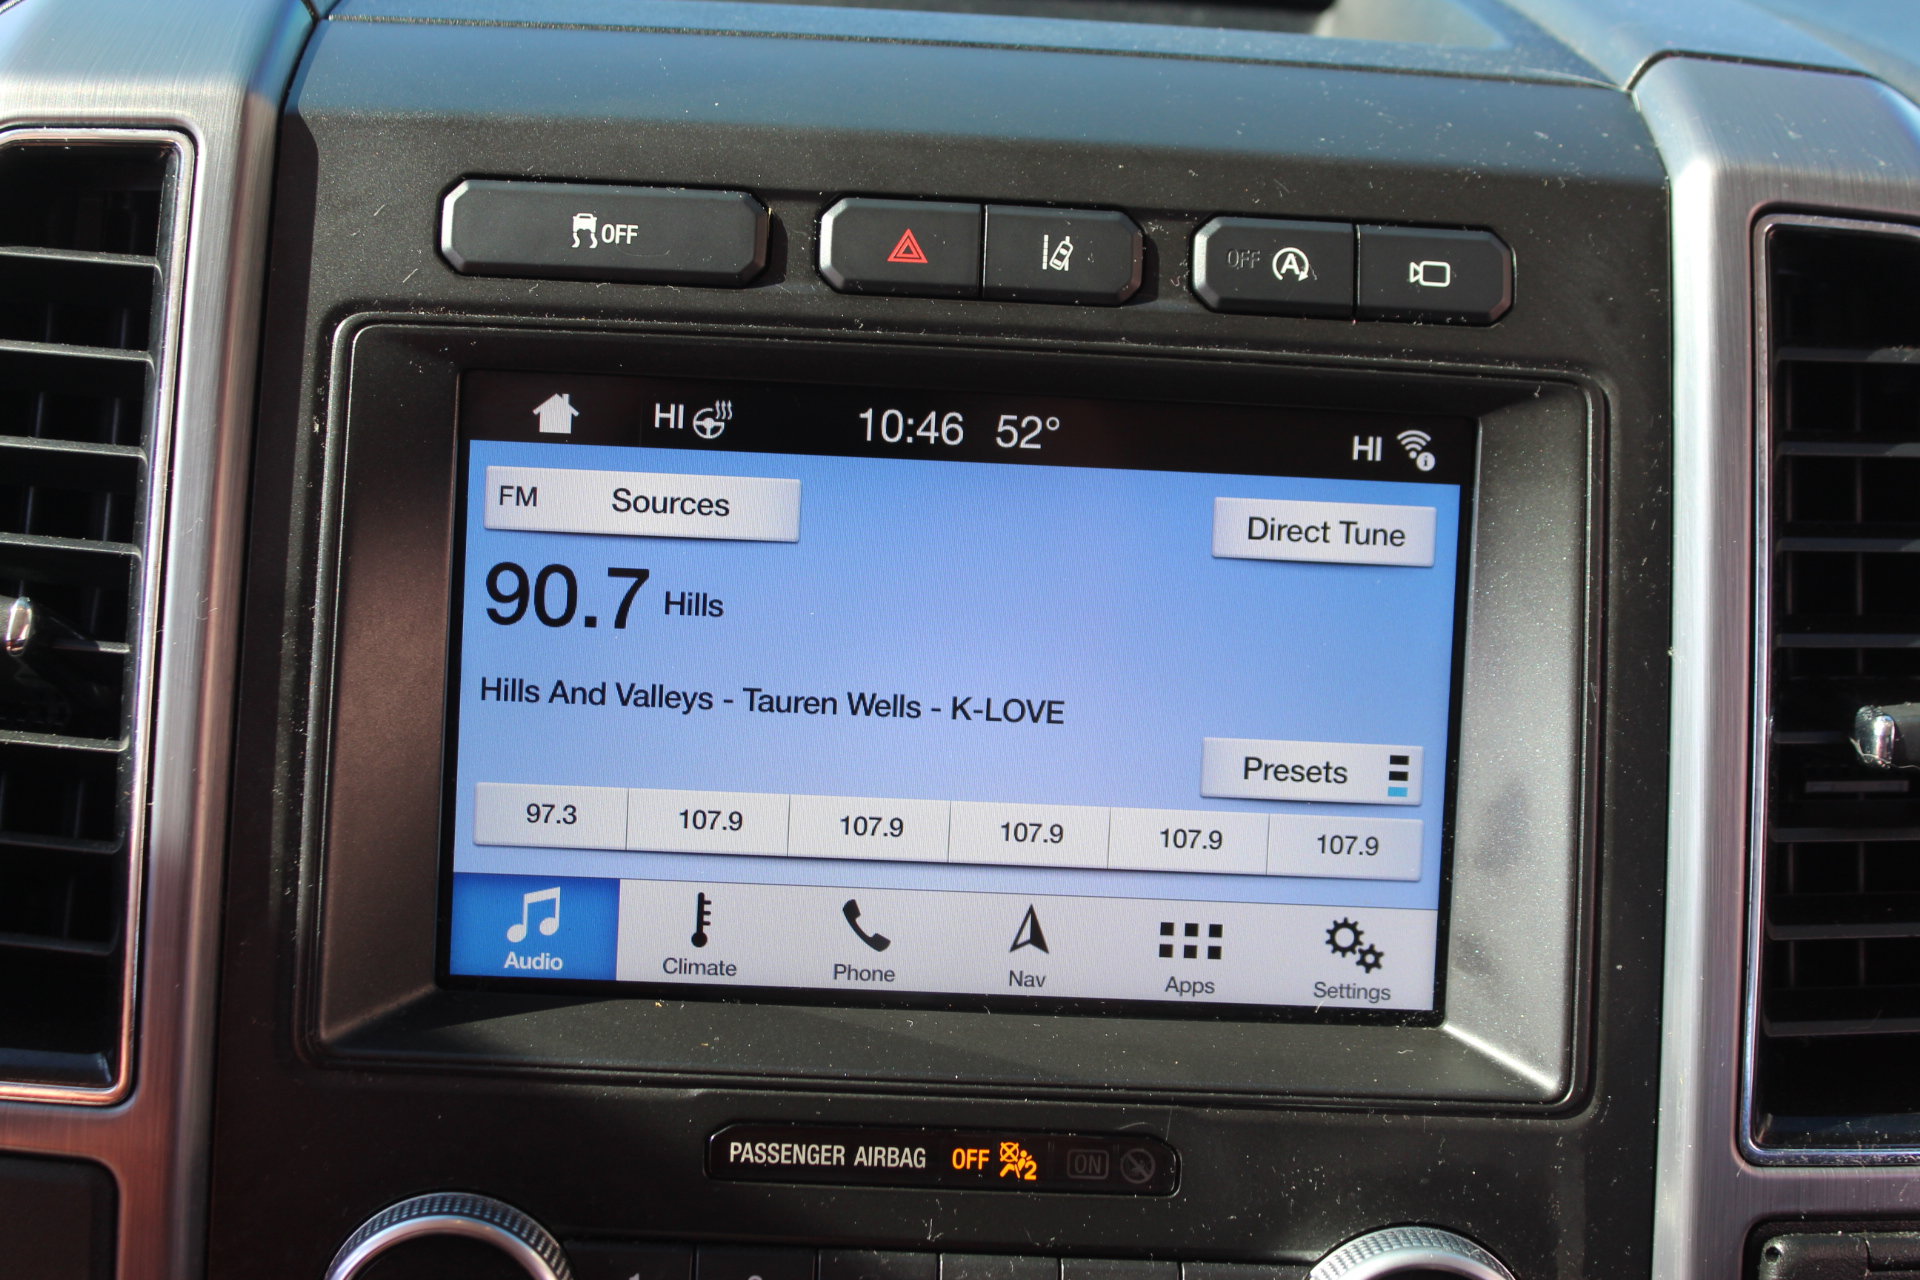 OFF
OFF A
HI 10:46 52° HI
FM Sources
Direct Tune
90.7 Hills
Hills And Valleys - Tauren Wells - K-LOVE
Presets
97.3 107.9 107.9 107.9 107.9 107.9
Audio Climate Phone Nav Apps Settings
PASSENGER AIRBAG OFF 2 ON